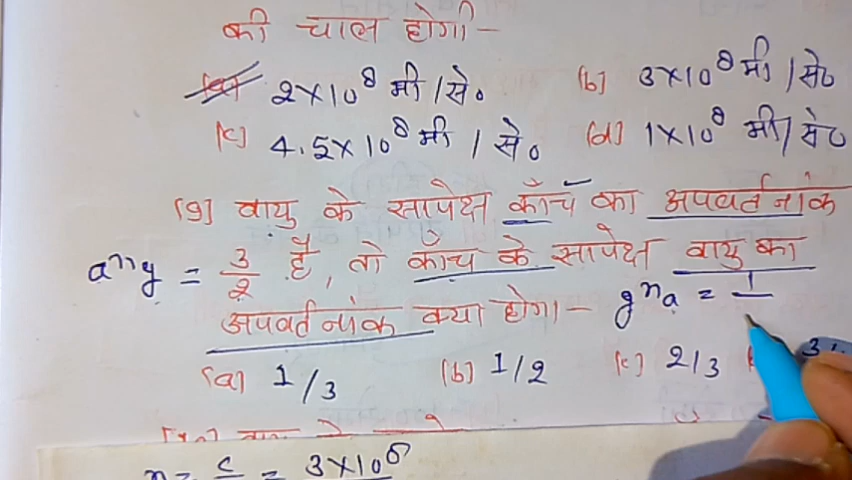 की चाल होगी—
(a) 2×10⁸ मी/से० (b) 3×10⁸ मी/से०
(c) 4.5×10⁸ मी/से० (d) 1×10⁸ मी/से०
(9) वायु के सापेक्ष काँच का अपवर्तनांक
aⁿg = 3/2 है, तो काँच के सापेक्ष वायु का
अपवर्तनांक क्या होगा— gⁿa = 1
(a) 1/3 (b) 1/2 (c) 2/3
n = c = 3×10⁸